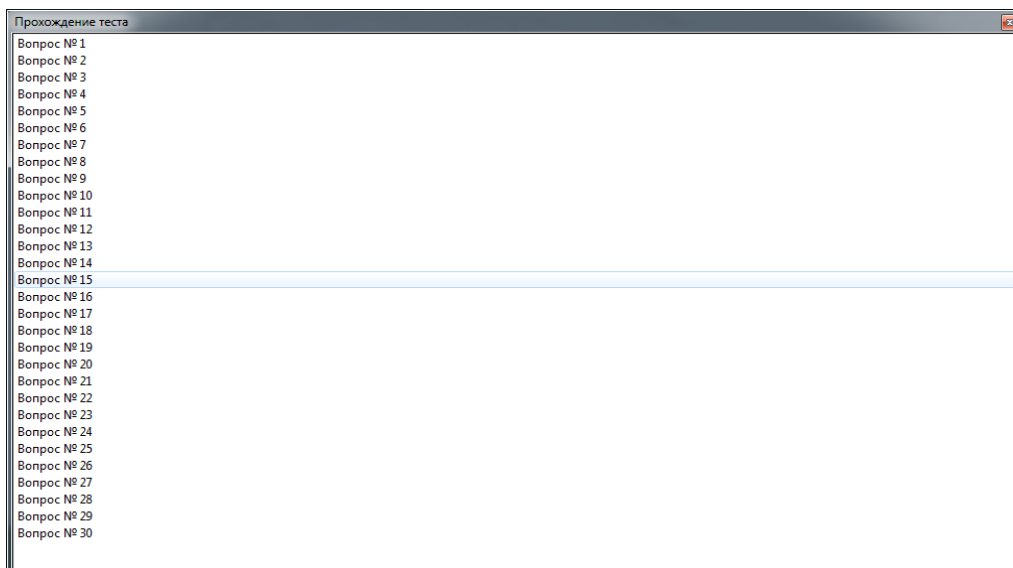 Прохождение теста
Вопрос № 1
Вопрос № 2
Вопрос № 3
Вопрос № 4
Вопрос № 5
Вопрос № 6
Вопрос № 7
Вопрос № 8
Вопрос № 9
Вопрос № 10
Вопрос № 11
Вопрос № 12
Вопрос № 13
Вопрос № 14
Вопрос № 15
Вопрос № 16
Вопрос № 17
Вопрос № 18
Вопрос № 19
Вопрос № 20
Вопрос № 21
Вопрос № 22
Вопрос № 23
Вопрос № 24
Вопрос № 25
Вопрос № 26
Вопрос № 27
Вопрос № 28
Вопрос № 29
Вопрос № 30